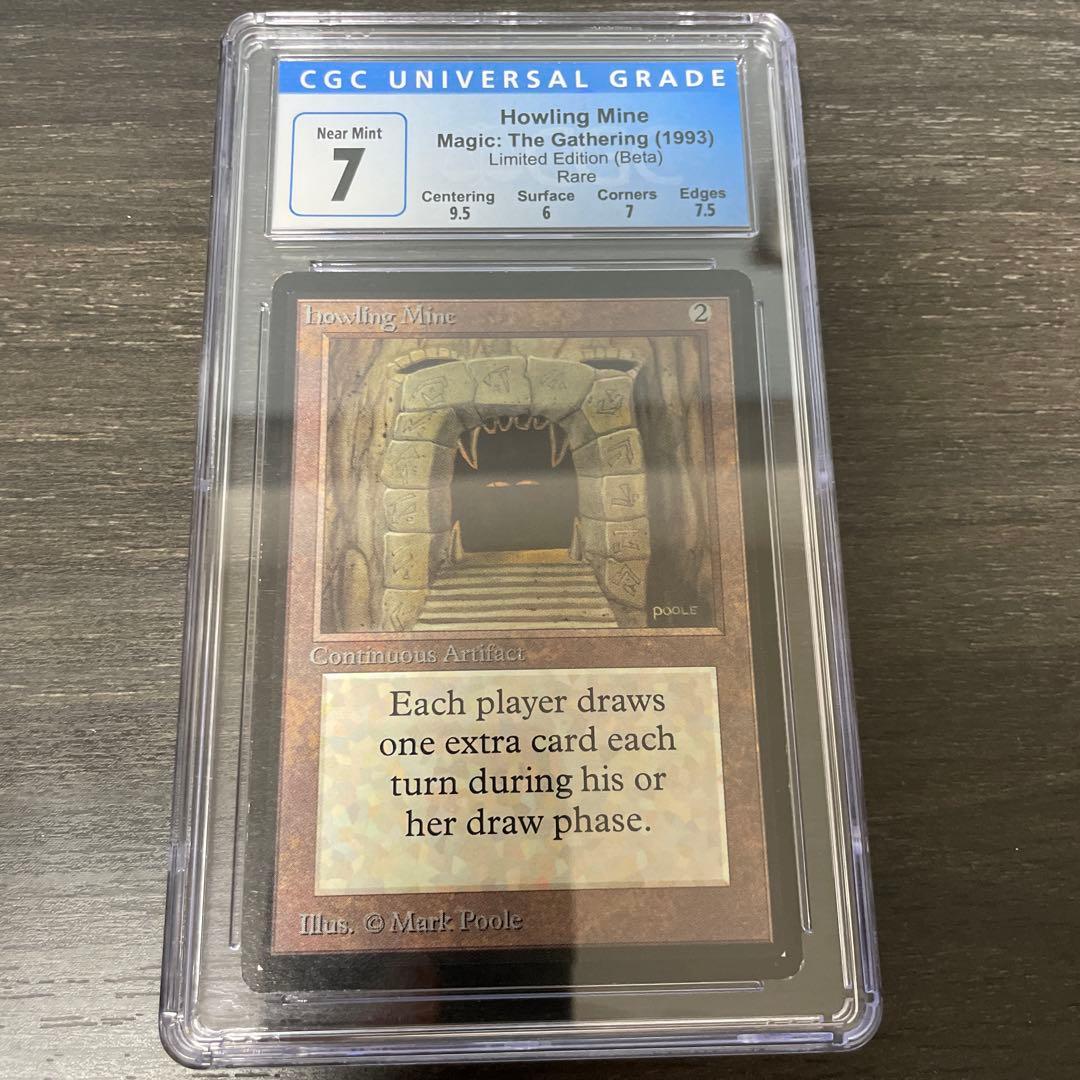 CGC UNIVERSAL GRADE
Near Mint
7
Howling Mine
Magic: The Gathering (1993)
Limited Edition (Beta)
Rare
Centering Surface Corners Edges
9.5 6 7 7.5
Howling Mine 2
POOLE
Continuous Artifact
Each player draws
one extra card each
turn during his or
her draw phase.
Illus. © Mark Poole